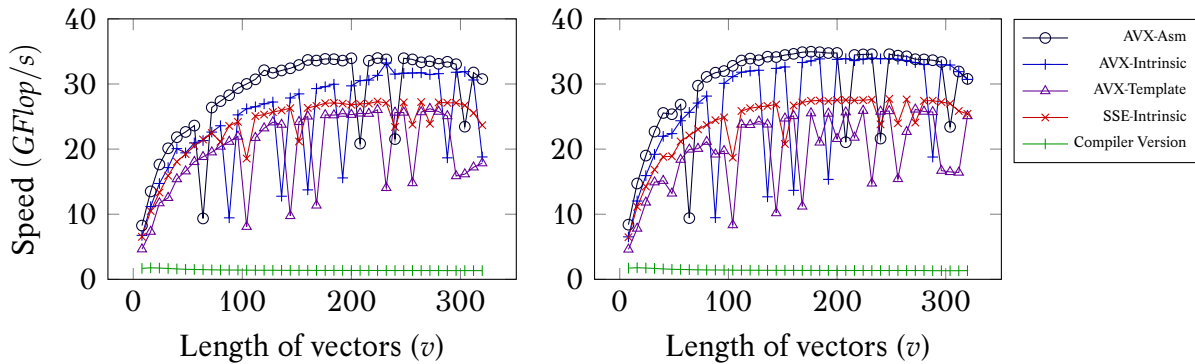 Speed (GFlop/s)
40
30
20
10
0
0
100
200
300
Length of vectors (v)
40
30
20
10
0
0
100
200
300
Length of vectors (v)
AVX-Asm
AVX-Intrinsic
AVX-Template
SSE-Intrinsic
Compiler Version